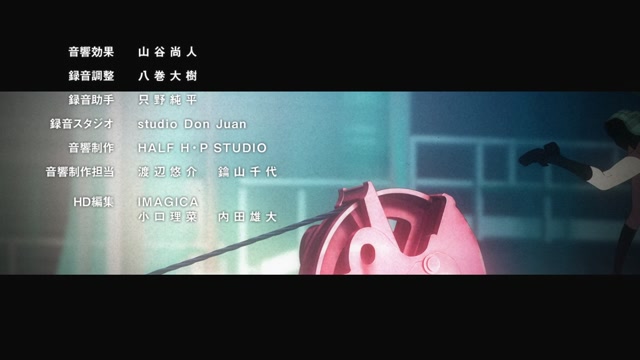 音響効果 山谷尚人
録音調整 八巻大樹
録音助手 只野純平
録音スタジオ studio Don Juan
音響制作 HALF H・P STUDIO
音響制作担当 渡辺悠介 鑰山千代
HD編集 IMAGICA
小口理菜 内田雄大